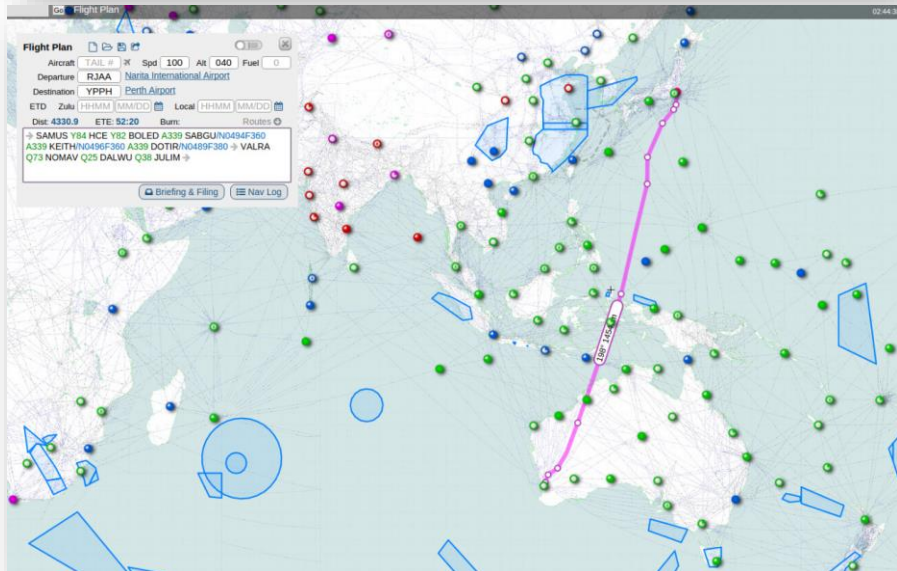 Go Flight Plan
02:44:3
Flight Plan
Aircraft TAIL # Spd 100 Alt 040 Fuel 0
Departure RJAA Narita International Airport
Destination YPPH Perth Airport
ETD Zulu HHMM MM/DD Local HHMM MM/DD
Dist: 4330.9 ETE: 52:20 Burn: Routes
→ SAMUS Y84 HCE Y82 BOLED A339 SABGU/N0494F360
A339 KEITH/N0496F360 A339 DOTIR/N0489F380 → VALRA
Q73 NOMAV Q25 DALWU Q38 JULIM →
Briefing & Filing Nav Log
198°